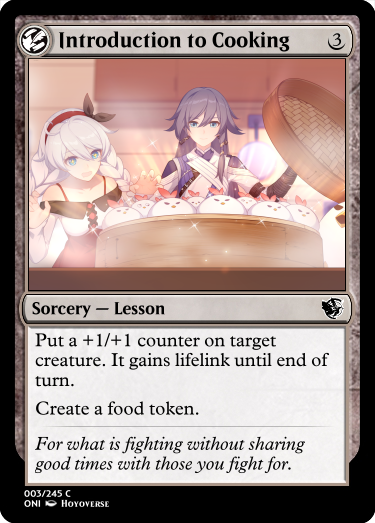 Introduction to Cooking 3
Sorcery — Lesson
Put a +1/+1 counter on target
creature. It gains lifelink until end of
turn.
Create a food token.
For what is fighting without sharing
good times with those you fight for.
003/245 C
ONI Hoyoverse